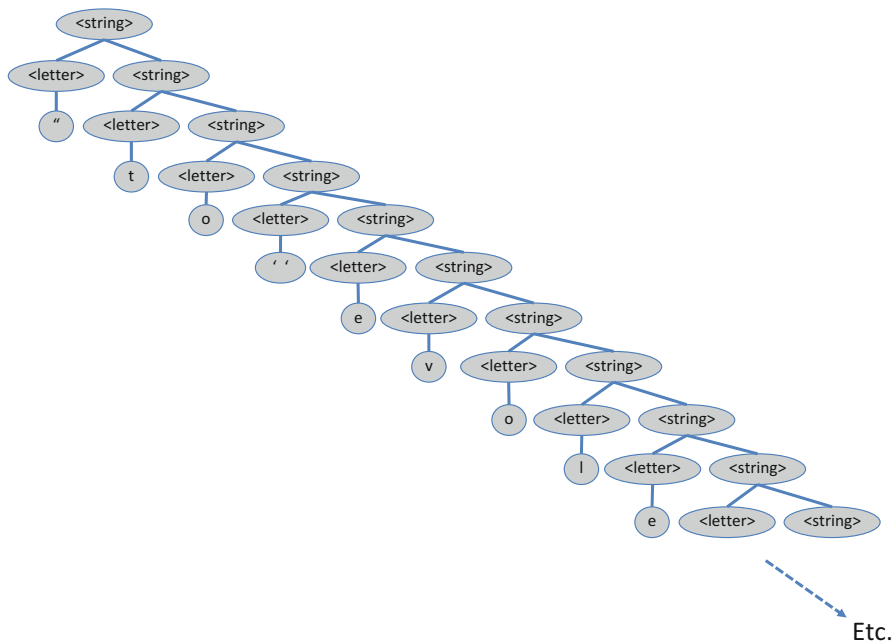 <string>
<letter> <string>
“ <letter> <string>
t <letter> <string>
o <letter> <string>
‘ ‘ <letter> <string>
e <letter> <string>
v <letter> <string>
o <letter> <string>
l <letter> <string>
e <letter> <string>
Etc.